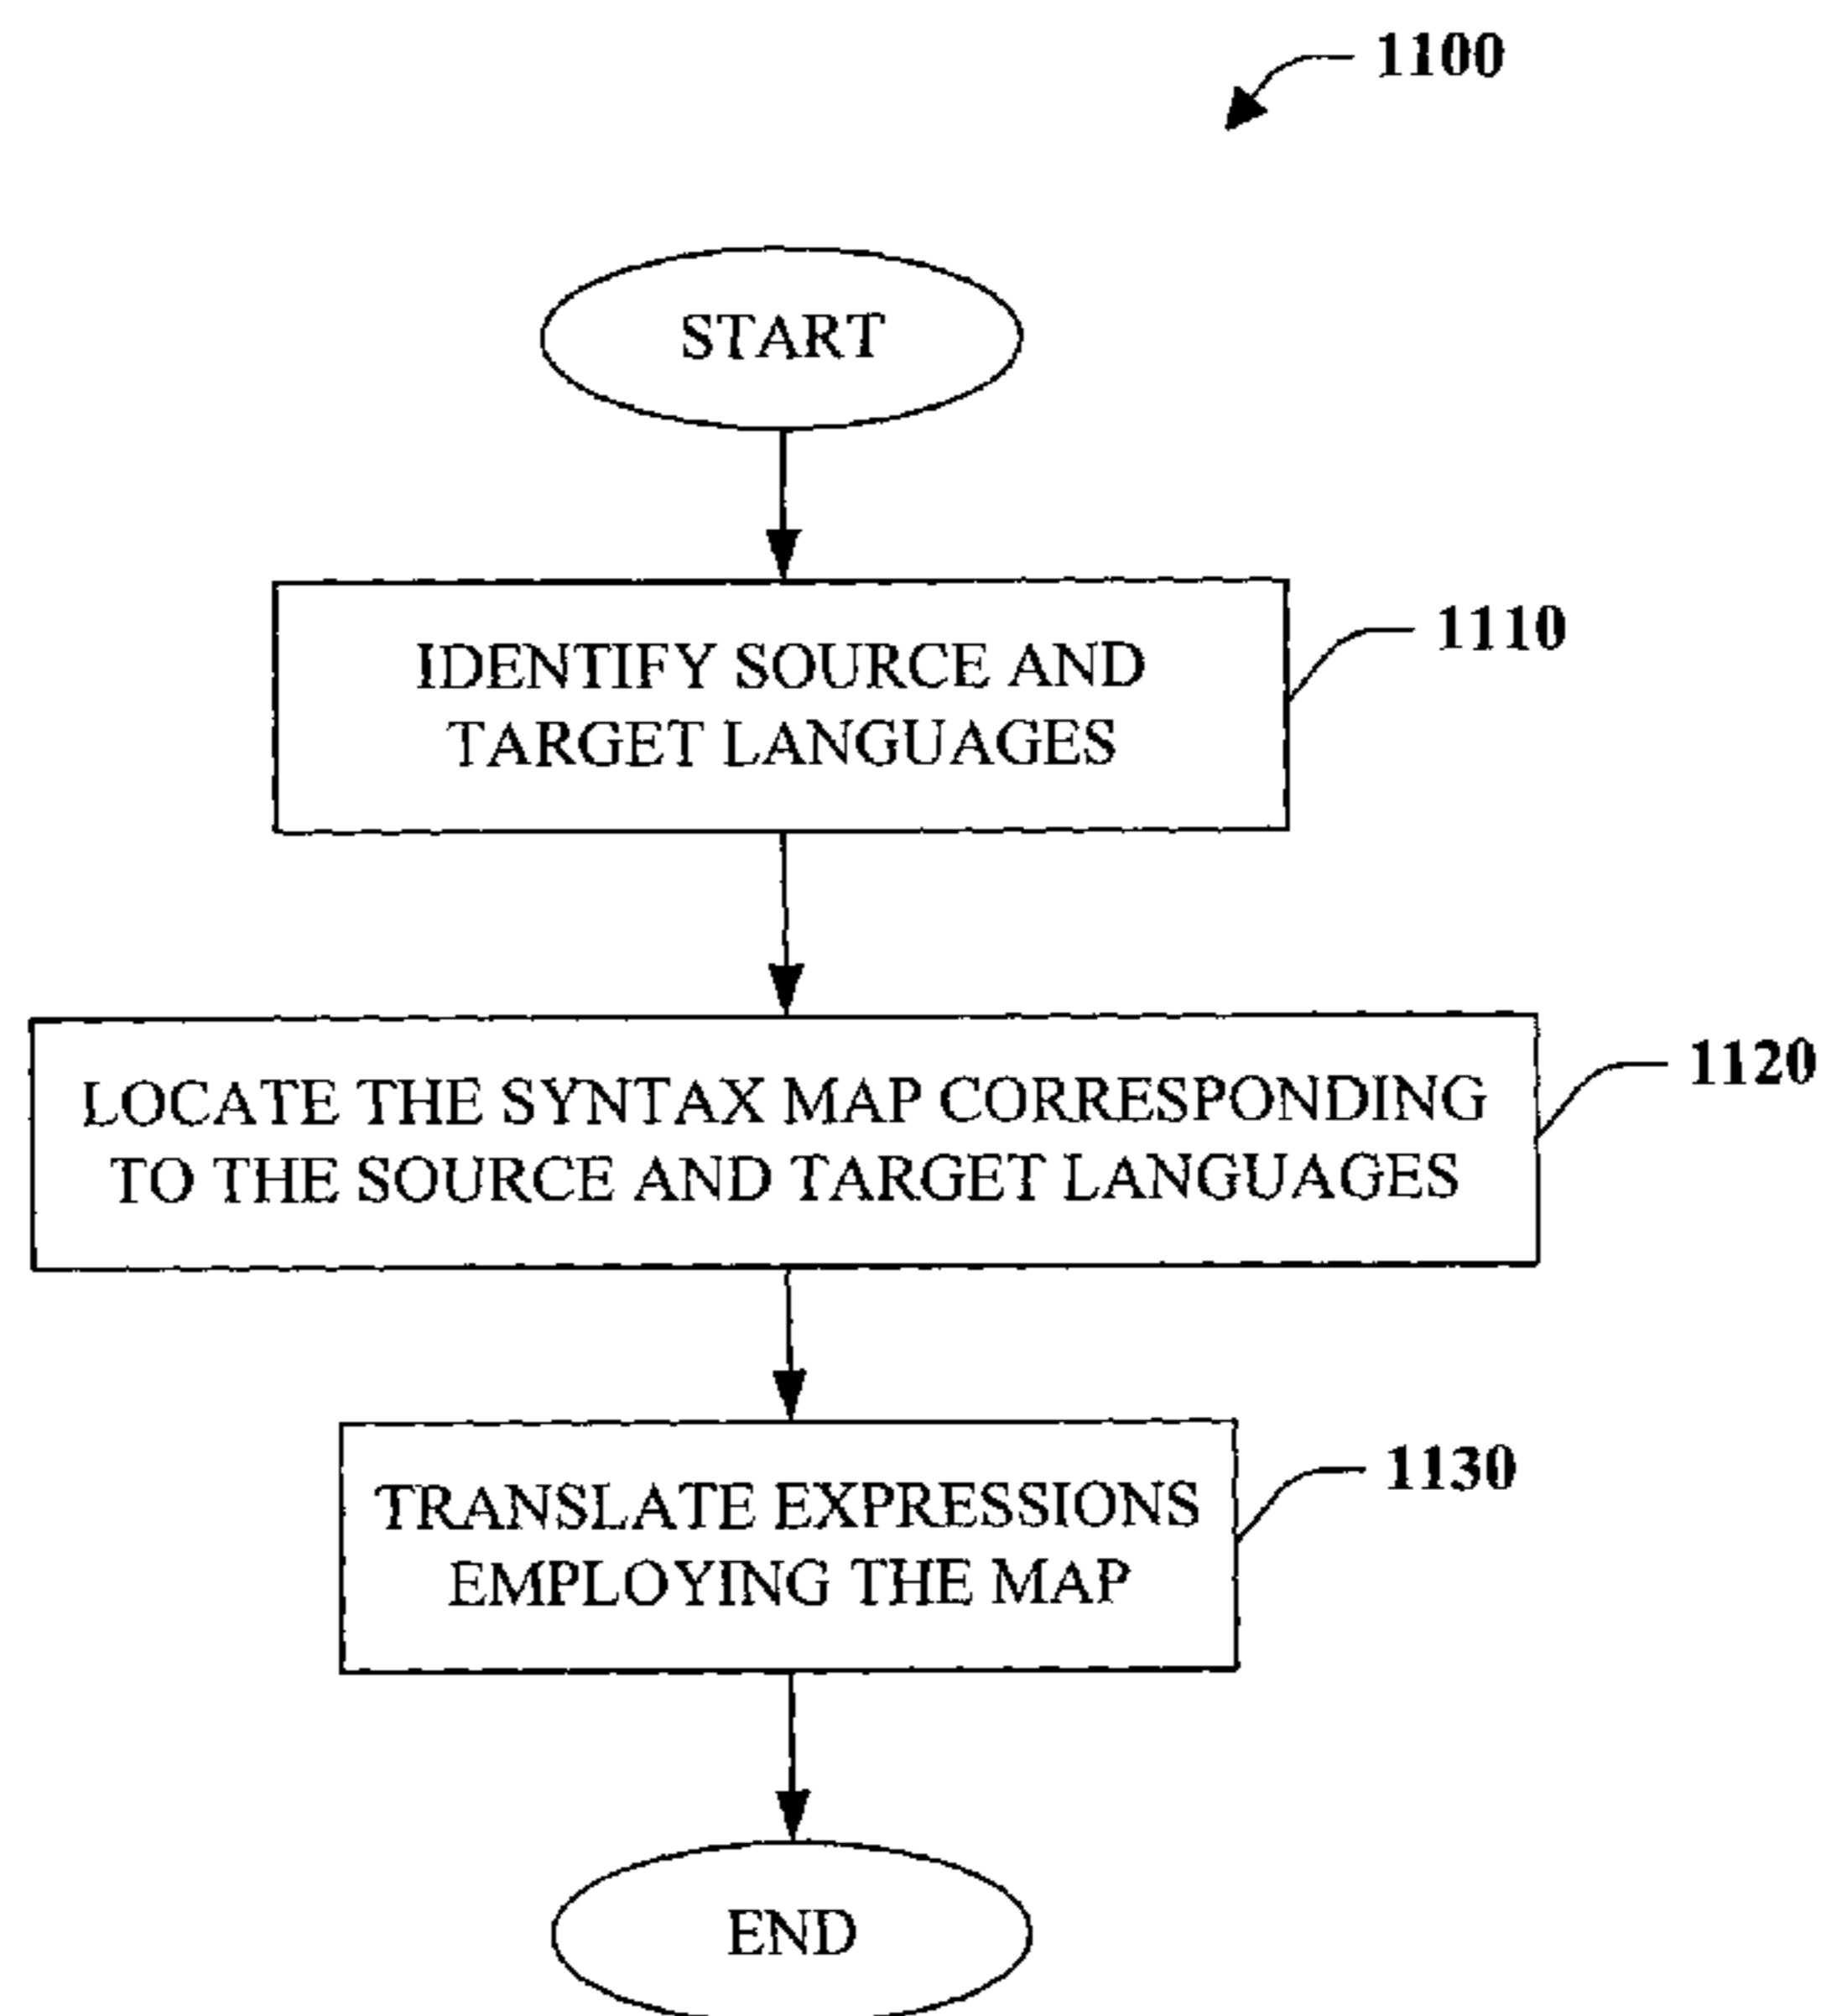 1100
START
IDENTIFY SOURCE AND
TARGET LANGUAGES
1110
LOCATE THE SYNTAX MAP CORRESPONDING
TO THE SOURCE AND TARGET LANGUAGES
1120
TRANSLATE EXPRESSIONS
EMPLOYING THE MAP
1130
END